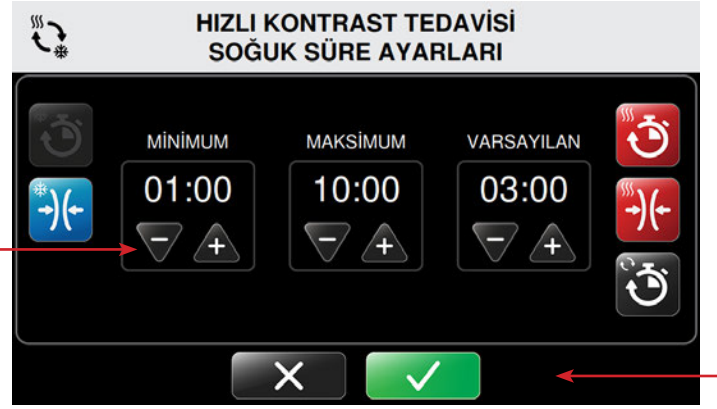 HIZLI KONTRAST TEDAVİSİ
SOĞUK SÜRE AYARLARI
MİNİMUM MAKSİMUM VARSAYILAN
01:00 10:00 03:00